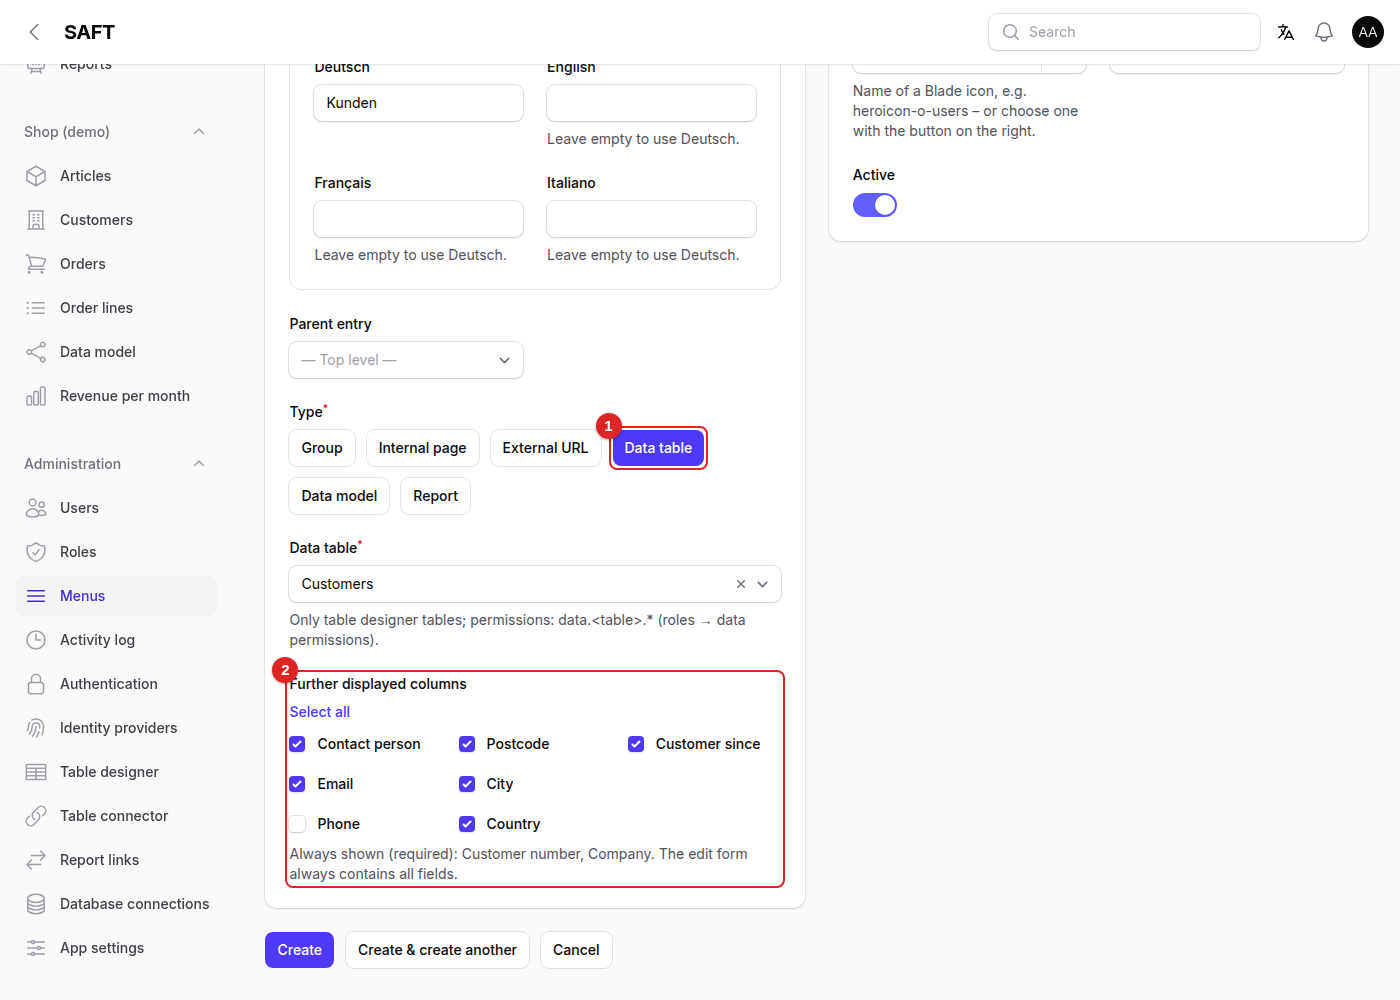 SAFT
Search
AA
Reports
Shop (demo)
Articles
Customers
Orders
Order lines
Data model
Revenue per month
Administration
Users
Roles
Menus
Activity log
Authentication
Identity providers
Table designer
Table connector
Report links
Database connections
App settings
Deutsch
English
Kunden
Leave empty to use Deutsch.
Français
Italiano
Leave empty to use Deutsch.
Leave empty to use Deutsch.
Parent entry
— Top level —
Type*
1
Group
Internal page
External URL
Data table
Data model
Report
Data table*
Customers
Only table designer tables; permissions: data.<table>.* (roles → data
permissions).
2
Further displayed columns
Select all
Contact person
Postcode
Customer since
Email
City
Phone
Country
Always shown (required): Customer number, Company. The edit form
always contains all fields.
Create
Create & create another
Cancel
Name of a Blade icon, e.g.
heroicon-o-users – or choose one
with the button on the right.
Active